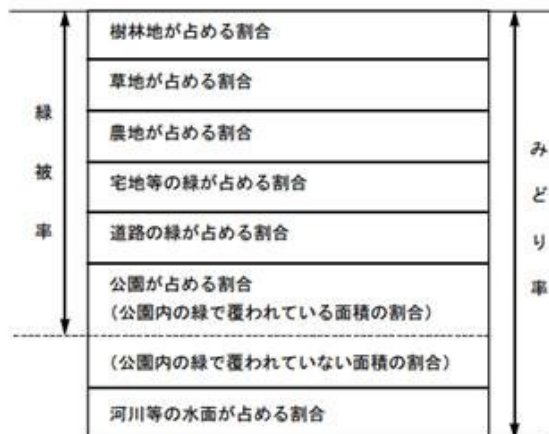 樹林地が占める割合
草地が占める割合
農地が占める割合
宅地等の緑が占める割合
道路の緑が占める割合
公園が占める割合
（公園内の緑で覆われている面積の割合）
（公園内の緑で覆われていない面積の割合）
河川等の水面が占める割合
緑被率
みどり率